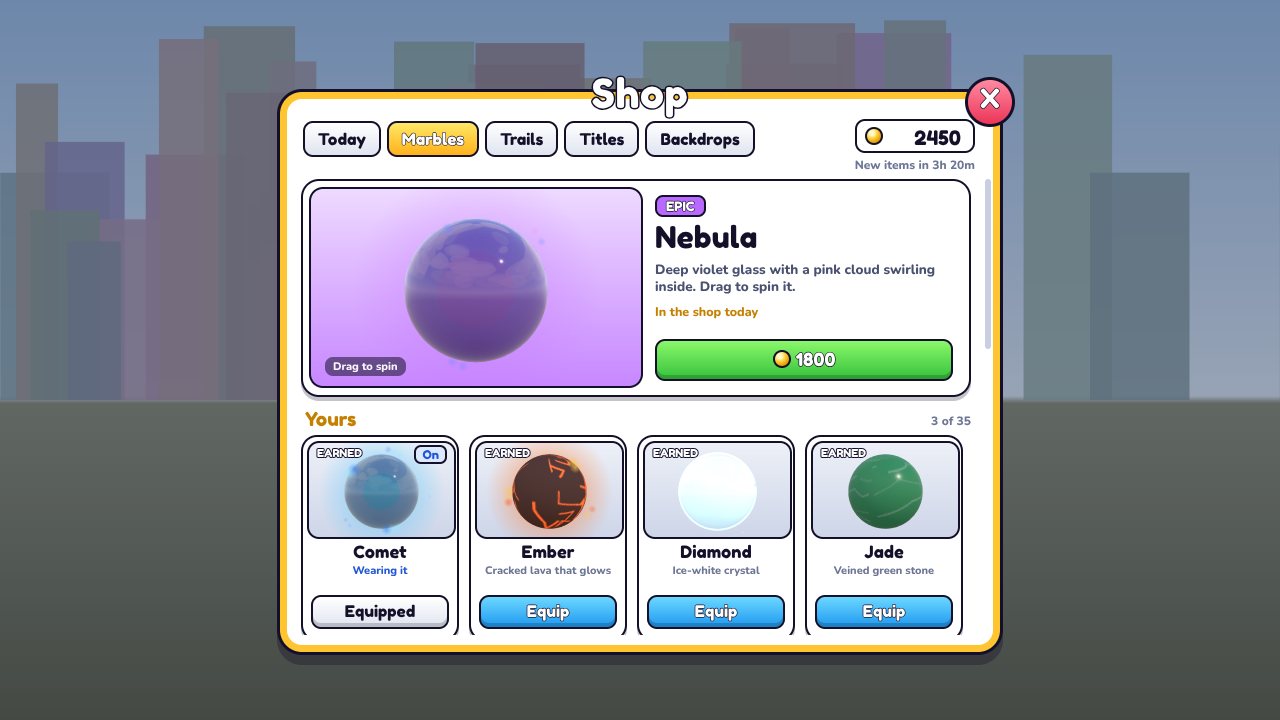 Shop
Today
Marbles
Trails
Titles
Backdrops
2450
New items in 3h 20m
EPIC
Nebula
Deep violet glass with a pink cloud swirling
inside. Drag to spin it.
In the shop today
Drag to spin
1800
Yours
3 of 35
EARNED
On
EARNED
EARNED
EARNED
Comet
Ember
Diamond
Jade
Wearing it
Cracked lava that glows
Ice-white crystal
Veined green stone
Equipped
Equip
Equip
Equip